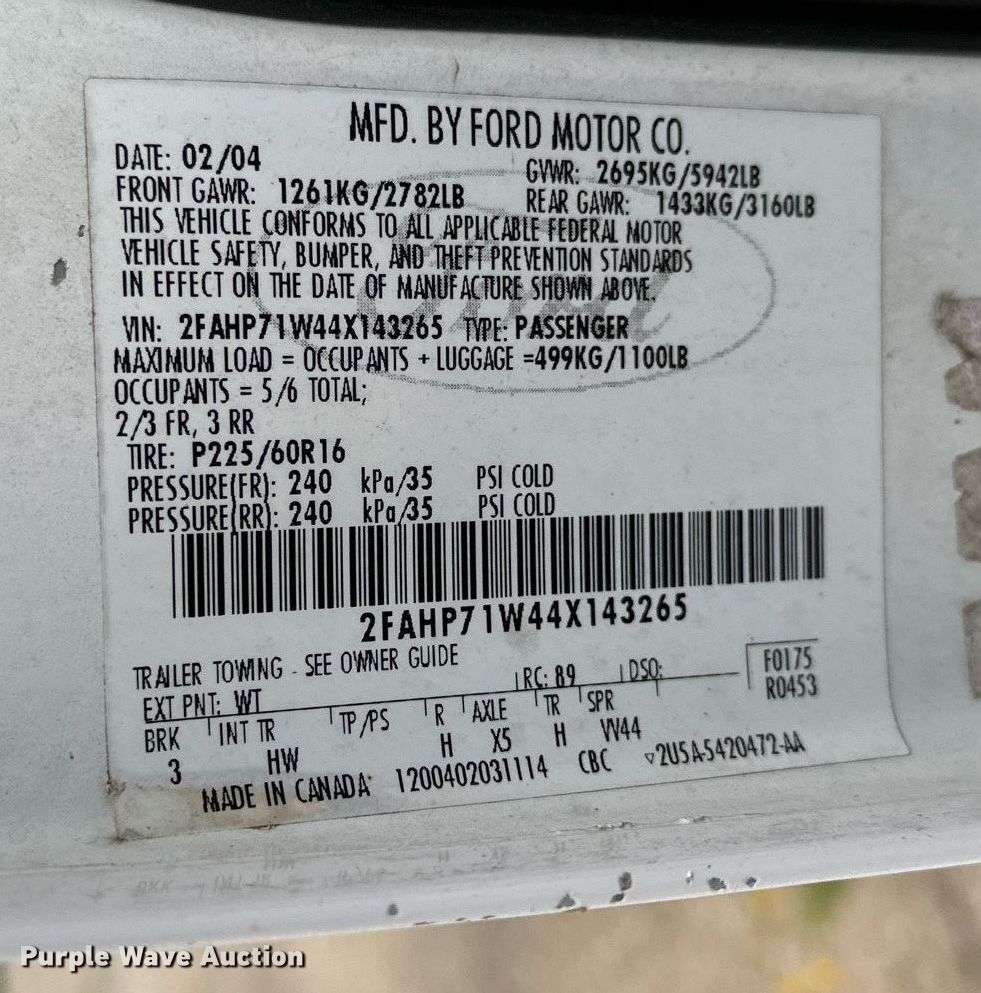 MFD. BY FORD MOTOR CO.
DATE: 02/04 GVWR: 2695KG/5942LB
FRONT GAWR: 1261KG/2782LB REAR GAWR: 1433KG/3160LB
THIS VEHICLE CONFORMS TO ALL APPLICABLE FEDERAL MOTOR
VEHICLE SAFETY, BUMPER, AND THEFT PREVENTION STANDARDS
IN EFFECT ON THE DATE OF MANUFACTURE SHOWN ABOVE.
VIN: 2FAHP71W44X143265 TYPE: PASSENGER
MAXIMUM LOAD = OCCUPANTS + LUGGAGE =499KG/1100LB
OCCUPANTS = 5/6 TOTAL;
2/3 FR, 3 RR
TIRE: P225/60R16
PRESSURE(FR): 240 kPa/35 PSI COLD
PRESSURE(RR): 240 kPa/35 PSI COLD
2FAHP71W44X143265
TRAILER TOWING - SEE OWNER GUIDE
EXT PNT: WT RC: 89 DSO: F0175
R0453
BRK INT TR TP/PS R AXLE TR SPR
3 HW H X5 H VV44
MADE IN CANADA 1200402031114 CBC ▽2U5A-5420472-AA
Purple Wave Auction